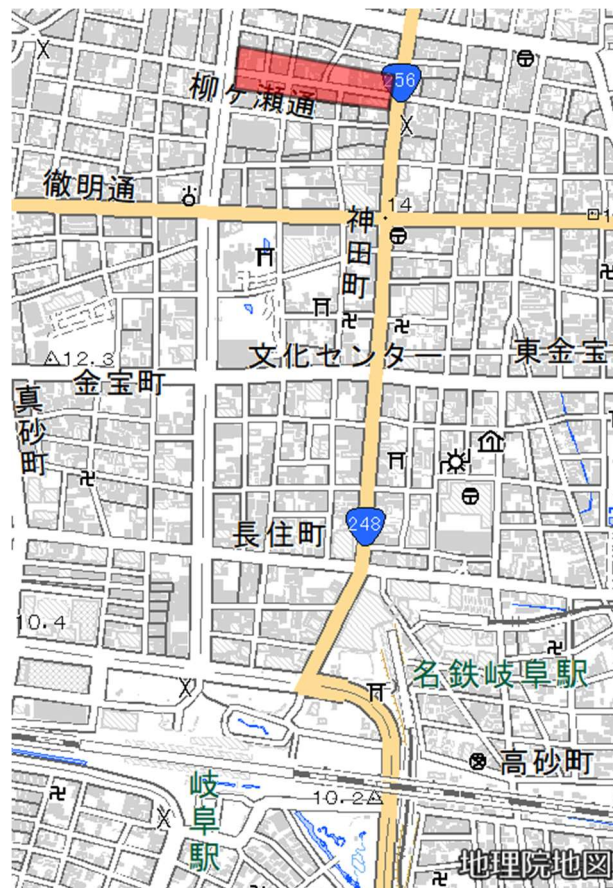 256
柳ケ瀬通
徹明通
14
神田町
12.3
文化センター
東金宝
金宝町
真砂町
248
長住町
10.4
名鉄岐阜駅
高砂町
岐阜駅
10.2
地理院地図